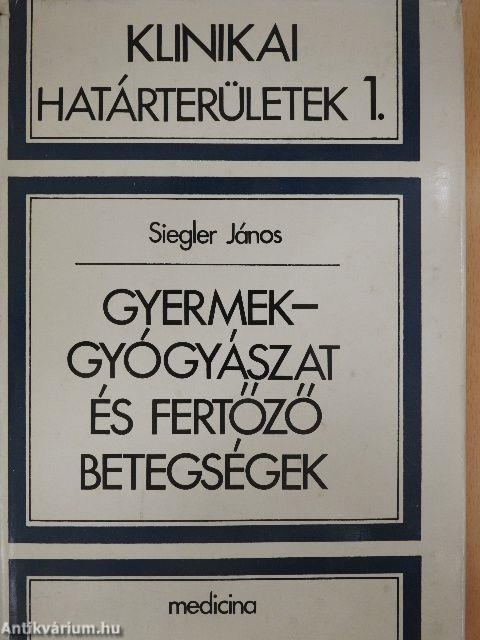 KLINIKAI
HATÁRTERÜLETEK 1.
Siegler János
GYERMEK-
GYÓGYÁSZAT
ÉS FERTŐZŐ
BETEGSÉGEK
medicina
Antikvárium.hu